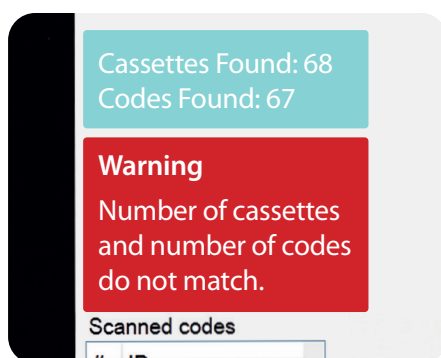 Cassettes Found: 68
Codes Found: 67
Warning
Number of cassettes
and number of codes
do not match.
Scanned codes